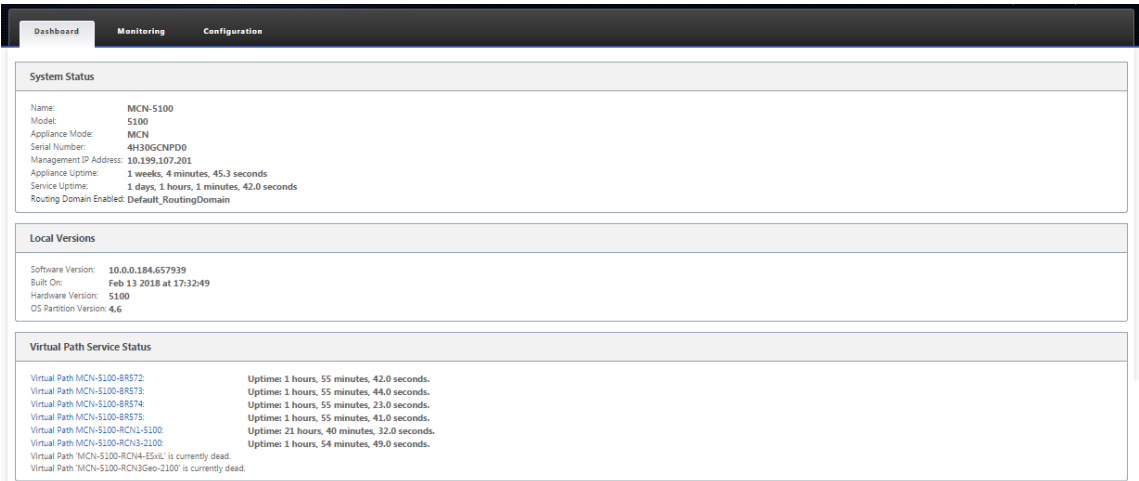 Dashboard Monitoring Configuration
System Status
Name: MCN-5100
Model: 5100
Appliance Mode: MCN
Serial Number: 4H30GCNPD0
Management IP Address: 10.199.107.201
Appliance Uptime: 1 weeks, 4 minutes, 45.3 seconds
Service Uptime: 1 days, 1 hours, 1 minutes, 42.0 seconds
Routing Domain Enabled: Default_RoutingDomain
Local Versions
Software Version: 10.0.0.184.657939
Built On: Feb 13 2018 at 17:32:49
Hardware Version: 5100
OS Partition Version: 4.6
Virtual Path Service Status
Virtual Path MCN-5100-BR572: Uptime: 1 hours, 55 minutes, 42.0 seconds.
Virtual Path MCN-5100-BR573: Uptime: 1 hours, 55 minutes, 44.0 seconds.
Virtual Path MCN-5100-BR574: Uptime: 1 hours, 55 minutes, 23.0 seconds.
Virtual Path MCN-5100-BR575: Uptime: 1 hours, 55 minutes, 41.0 seconds.
Virtual Path MCN-5100-RCN1-5100: Uptime: 21 hours, 40 minutes, 32.0 seconds.
Virtual Path MCN-5100-RCN3-2100: Uptime: 1 hours, 54 minutes, 49.0 seconds.
Virtual Path 'MCN-5100-RCN4-ESxiL' is currently dead.
Virtual Path 'MCN-5100-RCN3Geo-2100' is currently dead.